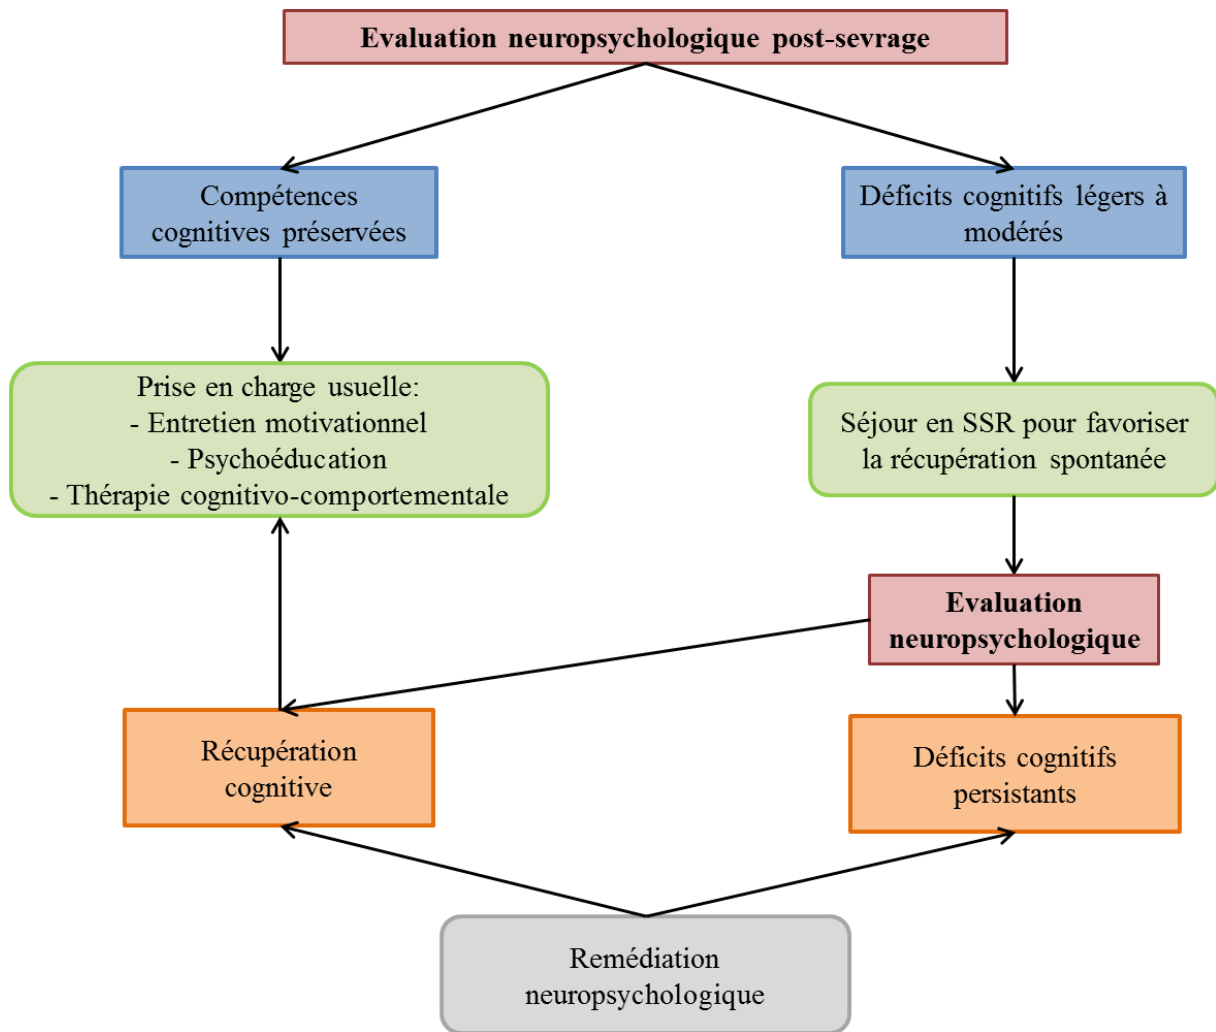 Evaluation neuropsychologique post-sevrage
Compétences
cognitives préservées
Déficits cognitifs légers à
modérés
Prise en charge usuelle:
- Entretien motivationnel
- Psychoéducation
- Thérapie cognitivo-comportementale
Séjour en SSR pour favoriser
la récupération spontanée
Evaluation
neuropsychologique
Récupération
cognitive
Déficits cognitifs
persistants
Remédiation
neuropsychologique